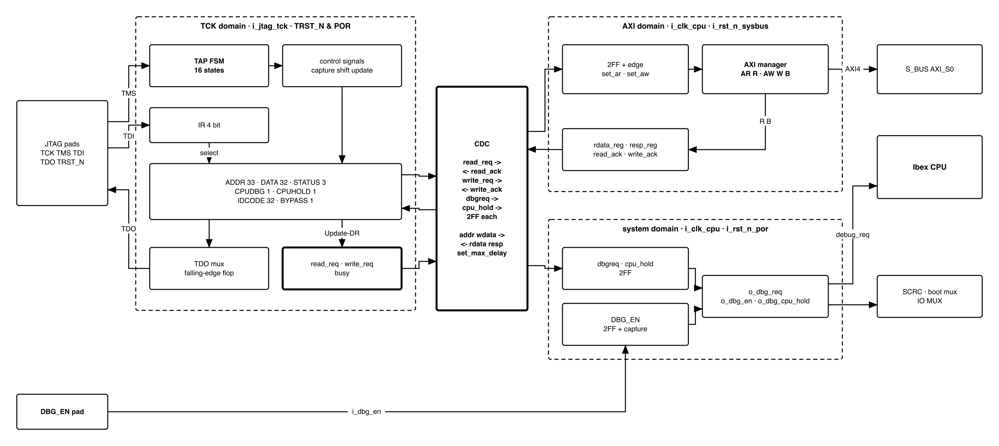 TCK domain · i_jtag_tck · TRST_N & POR
TAP FSM
16 states
control signals
capture shift update
TMS
IR 4 bit
TDI
select
JTAG pads
TCK TMS TDI
TDO TRST_N
ADDR 33 · DATA 32 · STATUS 3
CPUDBG 1 · CPUHOLD 1
IDCODE 32 · BYPASS 1
TDO
Update-DR
TDO mux
falling-edge flop
read_req · write_req
busy
CDC
read_req ->
<- read_ack
write_req ->
<- write_ack
dbgreq ->
cpu_hold ->
2FF each
addr wdata ->
<- rdata resp
set_max_delay
AXI domain · i_clk_cpu · i_rst_n_sysbus
2FF + edge
set_ar · set_aw
AXI manager
AR R · AW W B
AXI4
S_BUS AXI_S0
R B
rdata_reg · resp_reg
read_ack · write_ack
Ibex CPU
system domain · i_clk_cpu · i_rst_n_por
debug_req
dbgreq · cpu_hold
2FF
o_dbg_req
o_dbg_en · o_dbg_cpu_hold
SCRC · boot mux
IO MUX
DBG_EN
2FF + capture
DBG_EN pad
i_dbg_en